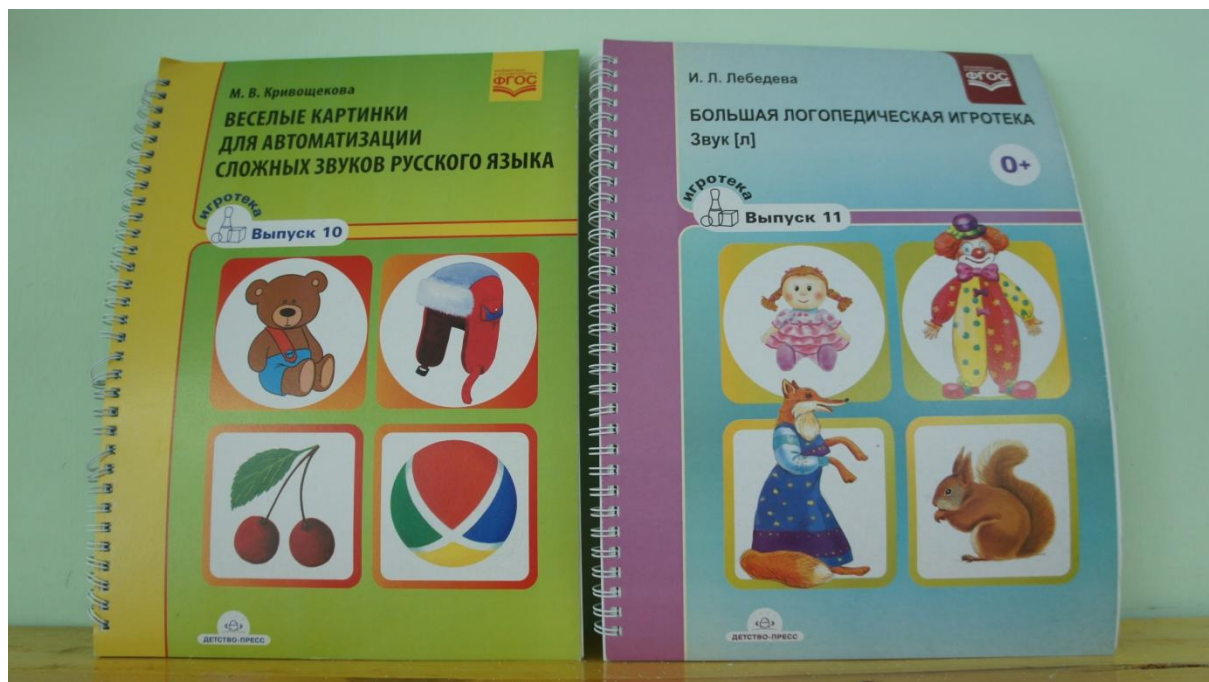 М. В. Кривощекова
ВЕСЕЛЫЕ КАРТИНКИ
ДЛЯ АВТОМАТИЗАЦИИ
СЛОЖНЫХ ЗВУКОВ РУССКОГО ЯЗЫКА
ФГОС
игротека
Выпуск 10
ДЕТСТВО-ПРЕСС
И. Л. Лебедева
БОЛЬШАЯ ЛОГОПЕДИЧЕСКАЯ ИГРОТЕКА
Звук [л]
ФГОС
0+
игротека
Выпуск 11
ДЕТСТВО-ПРЕСС